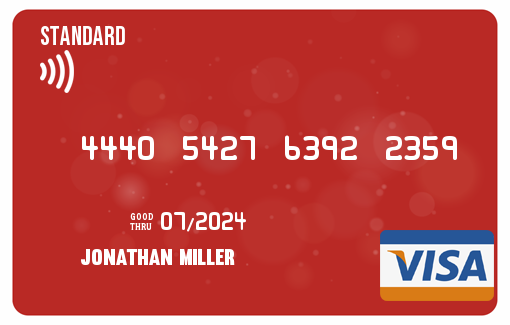 STANDARD
4440 5427 6392 2359
GOOD
THRU 07/2024
JONATHAN MILLER
VISA